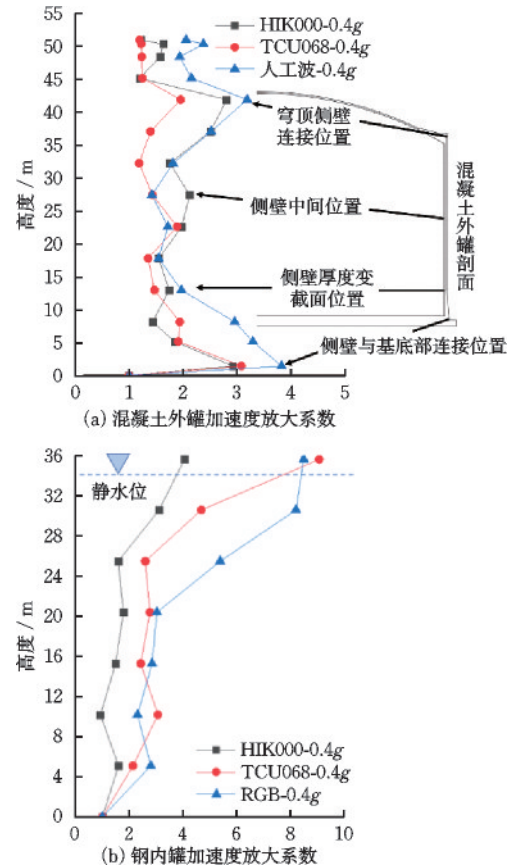 55
50
45
40
35
30
25
20
15
10
5
0
高度 / m
HIK000-0.4g
TCU068-0.4g
人工波-0.4g
穹顶侧壁
连接位置
侧壁中间位置
侧壁厚度变
截面位置
侧壁与基底部连接位置
混凝土外罐剖面
0 1 2 3 4 5
(a) 混凝土外罐加速度放大系数
36
32
28
24
20
16
12
8
4
0
高度 / m
静水位
HIK000-0.4g
TCU068-0.4g
RGB-0.4g
0 2 4 6 8 10
(b) 钢内罐加速度放大系数